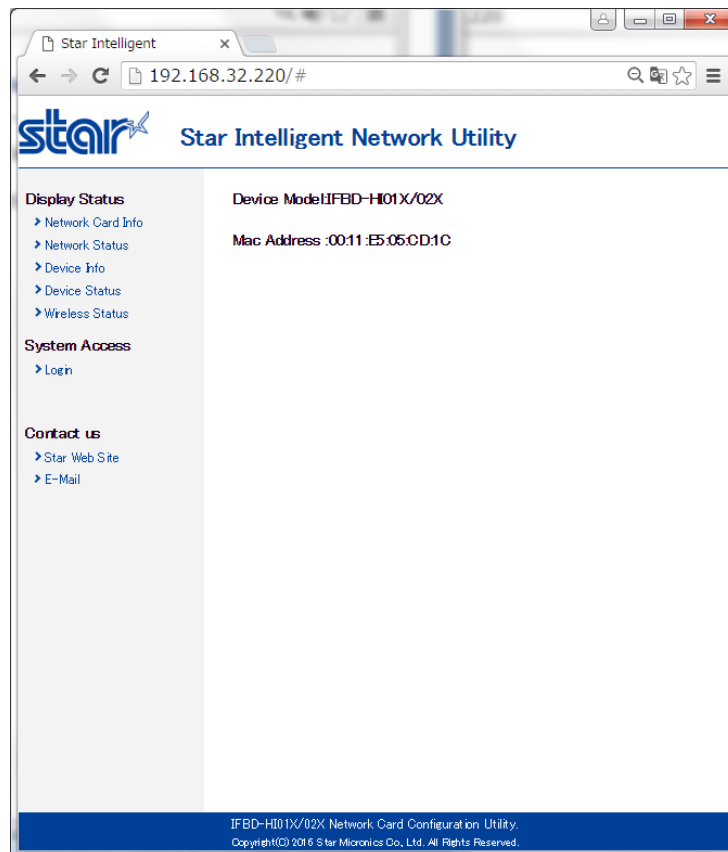 220
Star Intelligent
192.168.32.220/#
star
Star Intelligent Network Utility
Display Status
Network Card Info
Network Status
Device Info
Device Status
Wireless Status
System Access
Login
Contact us
Star Web Site
E-Mail
Device Model:IFBD-HI01X/02X
Mac Address :00:11:E5:05:CD:1C
IFBD-HI01X/02X Network Card Configuration Utility.
Copyright(C) 2016 Star Micronics Co., Ltd. All Rights Reserved.